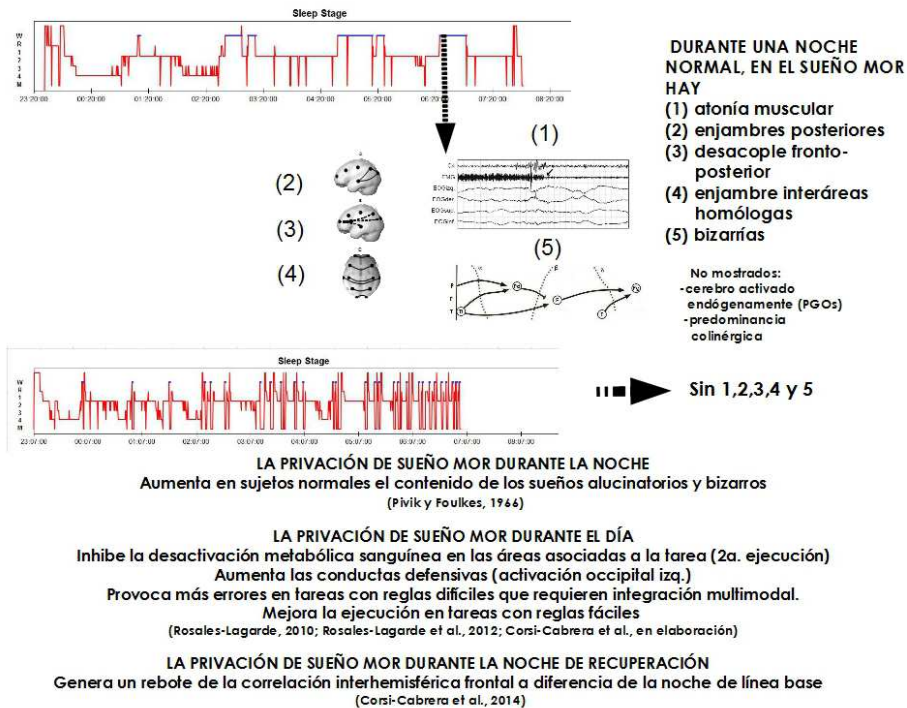 Sleep Stage
W
R
1
2
3
4
M
23:20:00 00:20:00 01:20:00 02:20:00 03:20:00 04:20:00 05:20:00 06:20:00 07:20:00 08:20:00
DURANTE UNA NOCHE
NORMAL, EN EL SUEÑO MOR
HAY
(1) atonía muscular
(2) enjambres posteriores
(3) desacople fronto-
posterior
(4) enjambre interáreas
homólogas
(5) bizarrías
No mostrados:
-cerebro activado
endógenamente (PGOs)
-predominancia
colinérgica
(1)
(2)
(3)
(4)
EMG
EOGizq
EOGder
EOGsup
EOGinf
(5)
Sleep Stage
W
R
1
2
3
4
M
23:07:00 00:07:00 01:07:00 02:07:00 03:07:00 04:07:00 05:07:00 06:07:00 07:07:00 08:07:00
Sin 1,2,3,4 y 5
LA PRIVACIÓN DE SUEÑO MOR DURANTE LA NOCHE
Aumenta en sujetos normales el contenido de los sueños alucinatorios y bizarros
(Pivik y Foulkes, 1966)
LA PRIVACIÓN DE SUEÑO MOR DURANTE EL DÍA
Inhibe la desactivación metabólica sanguínea en las áreas asociadas a la tarea (2a. ejecución)
Aumenta las conductas defensivas (activación occipital izq.)
Provoca más errores en tareas con reglas difíciles que requieren integración multimodal.
Mejora la ejecución en tareas con reglas fáciles
(Rosales-Lagarde, 2010; Rosales-Lagarde et al., 2012; Corsi-Cabrera et al., en elaboración)
LA PRIVACIÓN DE SUEÑO MOR DURANTE LA NOCHE DE RECUPERACIÓN
Genera un rebote de la correlación interhemisférica frontal a diferencia de la noche de línea base
(Corsi-Cabrera et al., 2014)